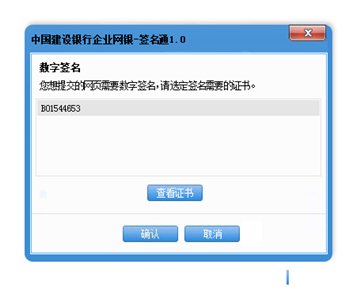 中国建设银行企业网银-签名通1.0
数字签名
您想提交的网页需要数字签名,请选定签名需要的证书。
B01544653
查看证书
确认 取消